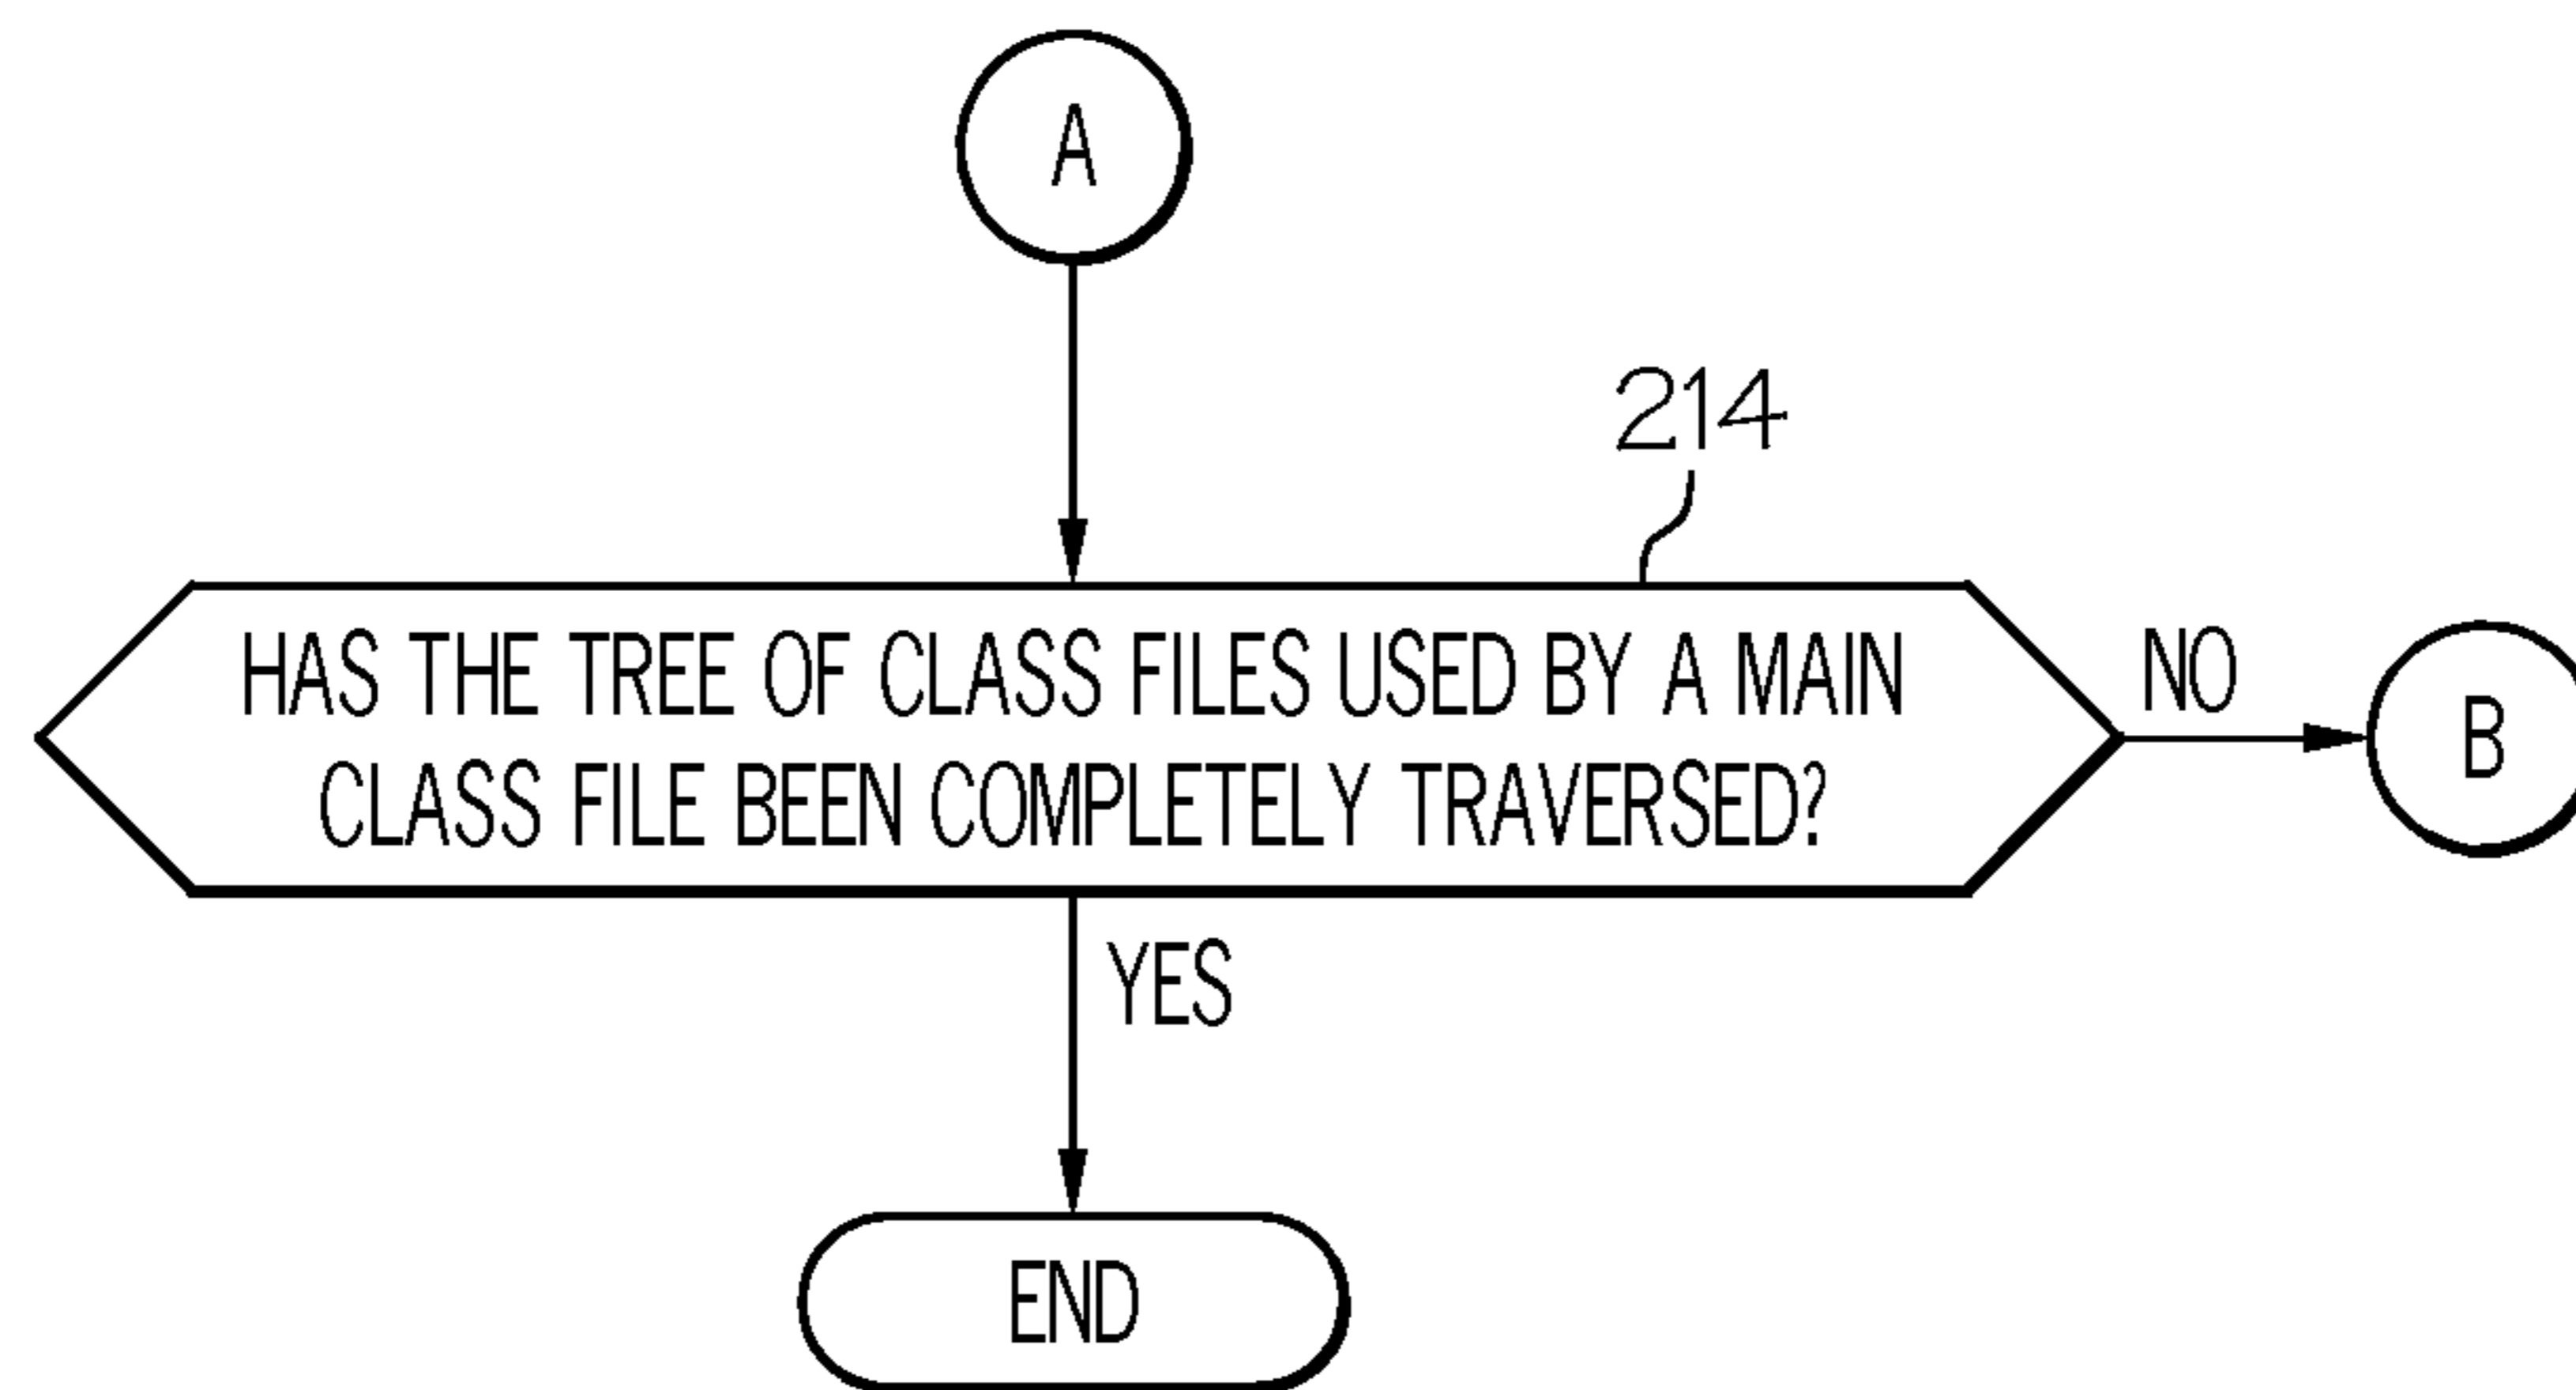 A
214
HAS THE TREE OF CLASS FILES USED BY A MAIN
CLASS FILE BEEN COMPLETELY TRAVERSED?
NO
B
YES
END